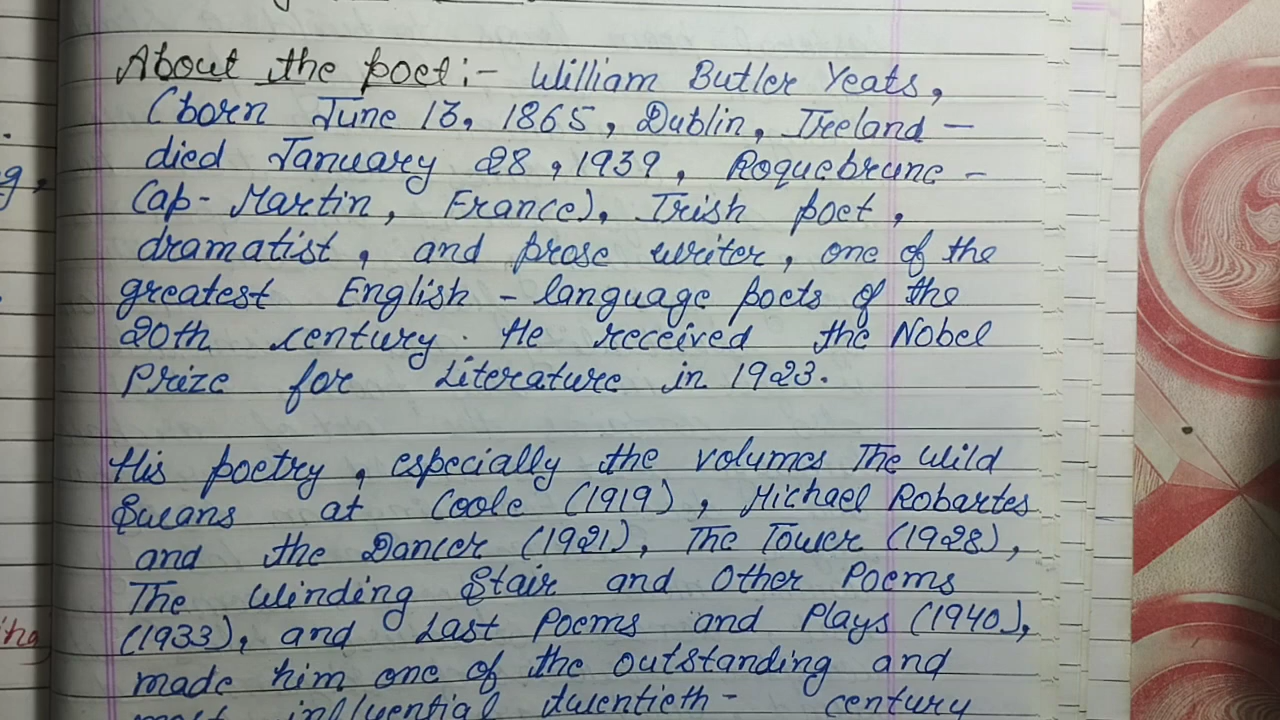 About the poet:- William Butler Yeats,
(born June 13, 1865, Dublin, Ireland -
died January 28, 1939, Roquebrune -
Cap- Martin, France), Irish poet,
dramatist, and prose writer, one of the
greatest English - language poets of the
20th century. He received the Nobel
Prize for Literature in 1923.
His poetry, especially the volumes The Wild
Swans at Coole (1919), Michael Robartes
and the Dancer (1921), The Tower (1928),
The Winding Stair and Other Poems
(1933), and Last Poems and Plays (1940),
made him one of the outstanding and
most influential twentieth- century